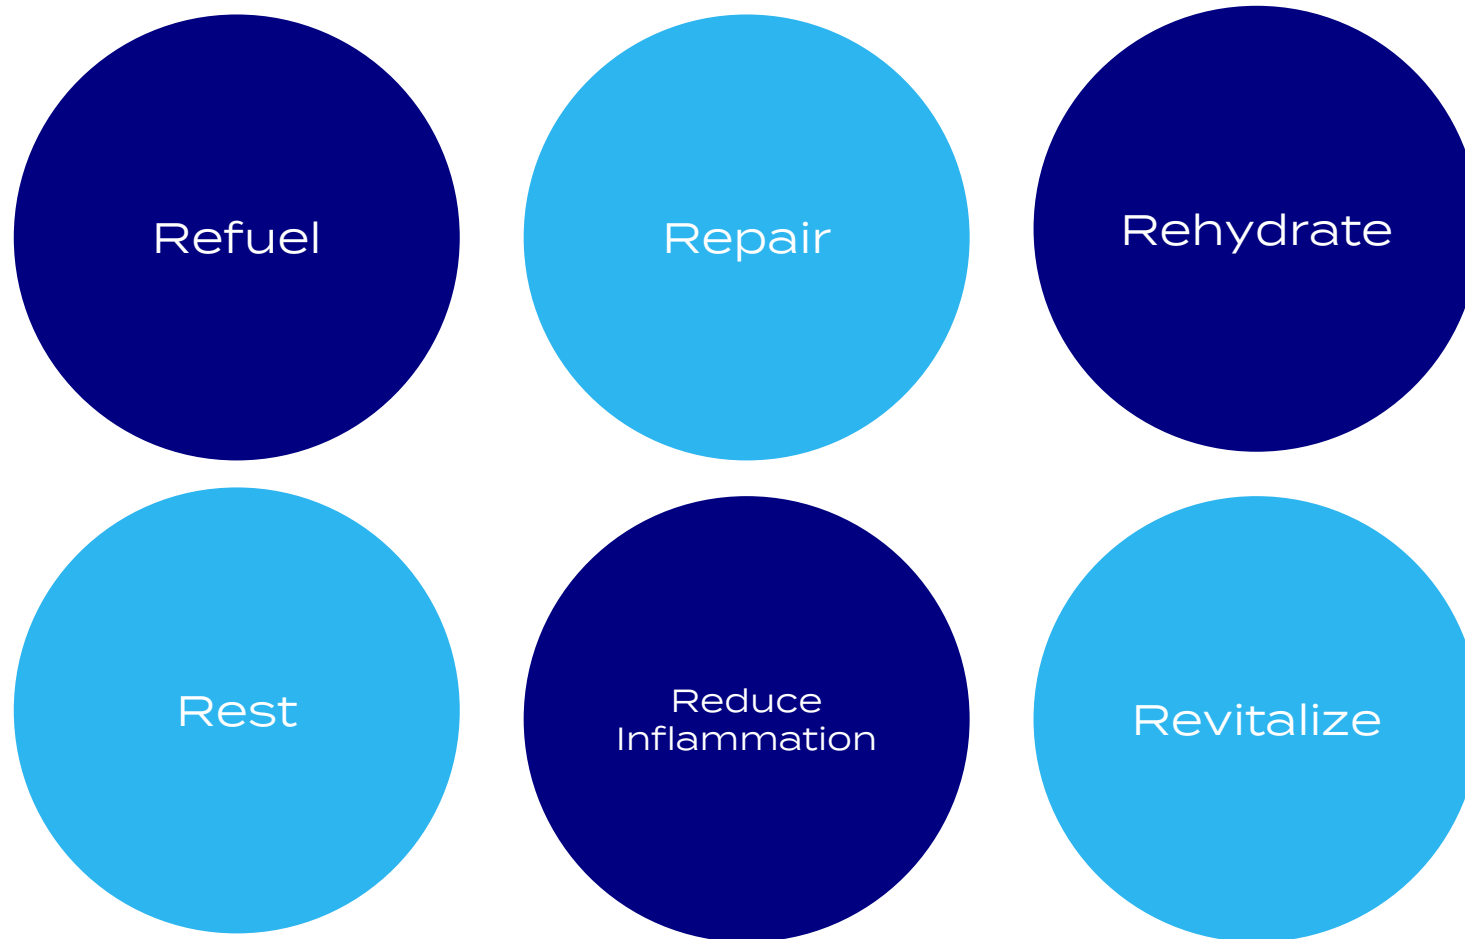 Refuel
Repair
Rehydrate
Rest
Reduce
Inflammation
Revitalize